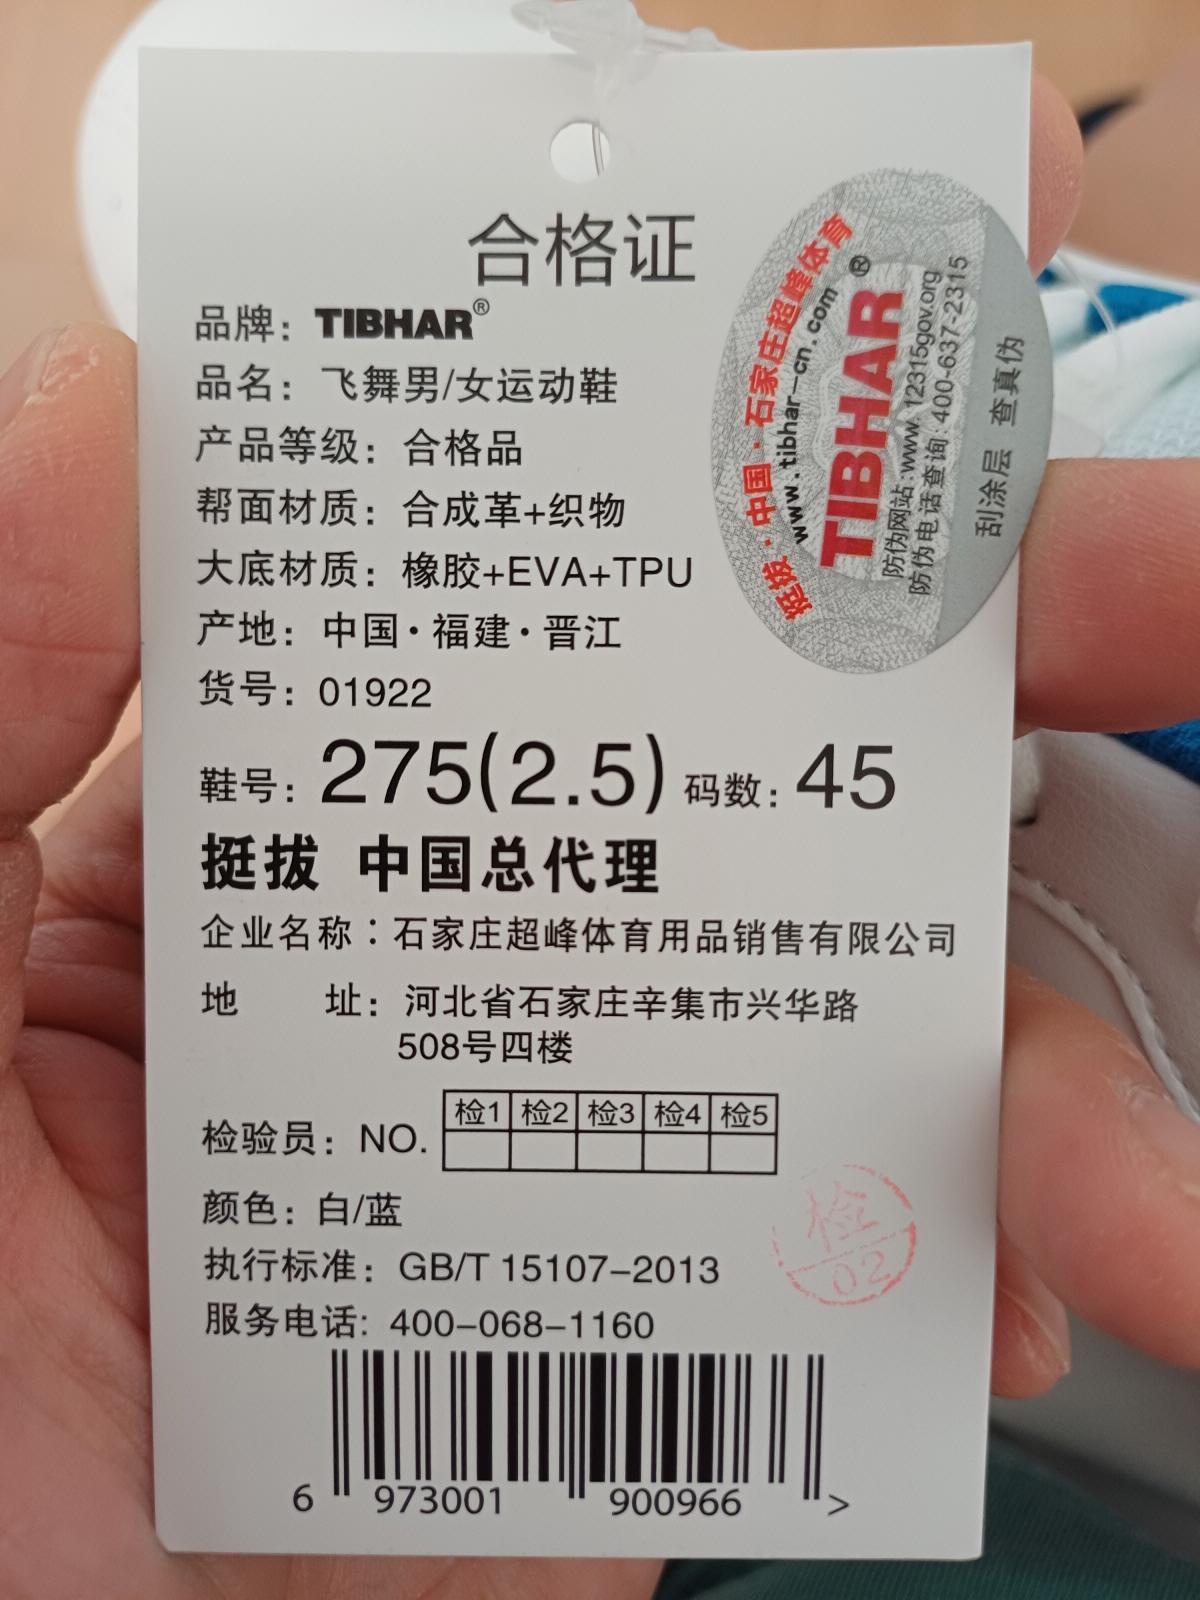 合格证
品牌：TIBHAR®
品名：飞舞男/女运动鞋
产品等级：合格品
帮面材质：合成革+织物
大底材质：橡胶+EVA+TPU
产地：中国·福建·晋江
货号：01922
鞋号：275(2.5) 码数：45
挺拔 中国总代理
企业名称：石家庄超峰体育用品销售有限公司
地 址：河北省石家庄辛集市兴华路
508号四楼
检验员：NO. 检1 检2 检3 检4 检5
颜色：白/蓝
执行标准：GB/T 15107-2013
服务电话：400-068-1160
6 973001 900966 >
挺拔·中国·石家庄超峰体育
www.tibhar-cn.com
TIBHAR®
防伪网站:www.12315gov.org
防伪电话查询:400-637-2315
刮涂层 查真伪
检
02